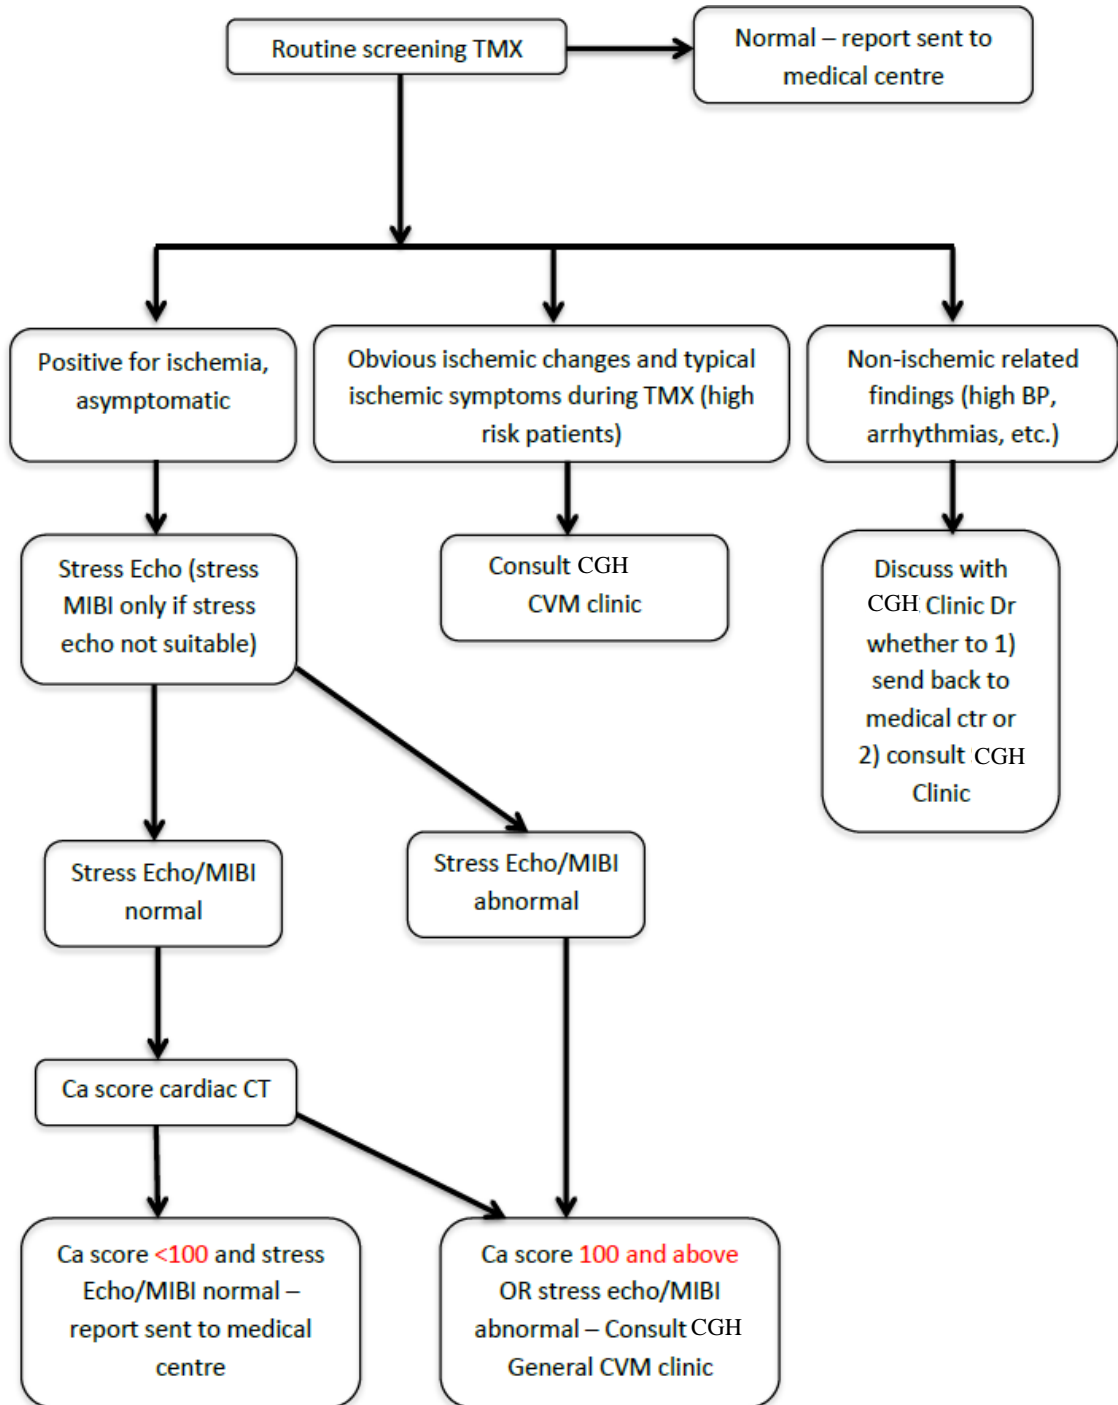 Routine screening TMX
Normal – report sent to
medical centre
Positive for ischemia,
asymptomatic
Obvious ischemic changes and typical
ischemic symptoms during TMX (high
risk patients)
Non-ischemic related
findings (high BP,
arrhythmias, etc.)
Stress Echo (stress
MIBI only if stress
echo not suitable)
Consult CGH
CVM clinic
Discuss with
CGH Clinic Dr
whether to 1)
send back to
medical ctr or
2) consult CGH
Clinic
Stress Echo/MIBI
normal
Stress Echo/MIBI
abnormal
Ca score cardiac CT
Ca score <100 and stress
Echo/MIBI normal –
report sent to medical
centre
Ca score 100 and above
OR stress echo/MIBI
abnormal – Consult CGH
General CVM clinic